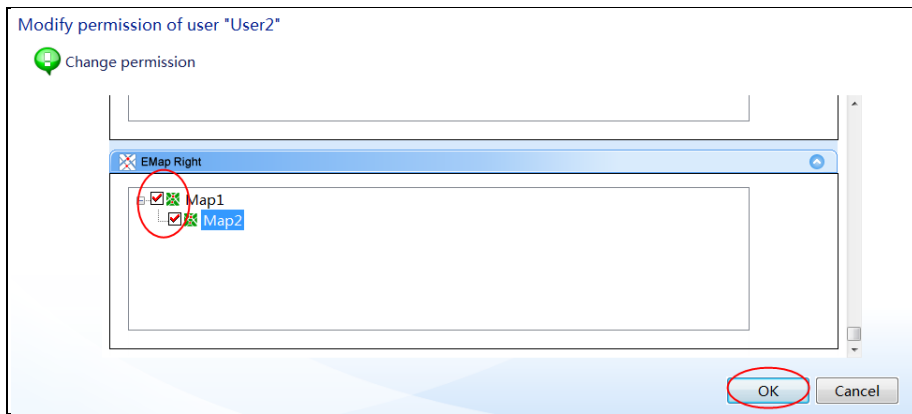 Modify permission of user "User2"
Change permission
EMap Right
Map1
Map2
OK Cancel